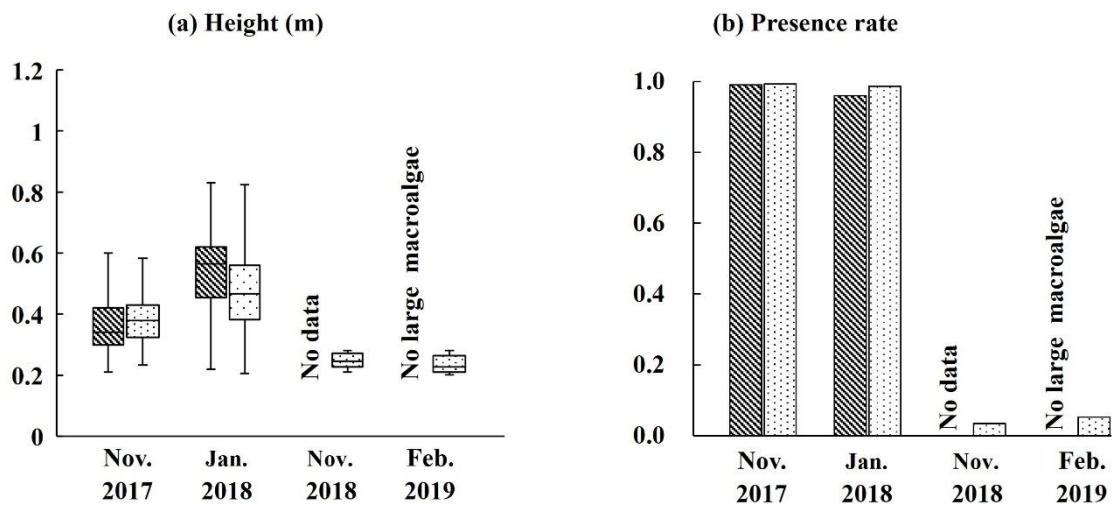 (a) Height (m)
1.2
1
0.8
0.6
0.4
0.2
0
No data
No large macroalgae
Nov.
2017
Jan.
2018
Nov.
2018
Feb.
2019
(b) Presence rate
1.0
0.8
0.6
0.4
0.2
0.0
No data
No large macroalgae
Nov.
2017
Jan.
2018
Nov.
2018
Feb.
2019